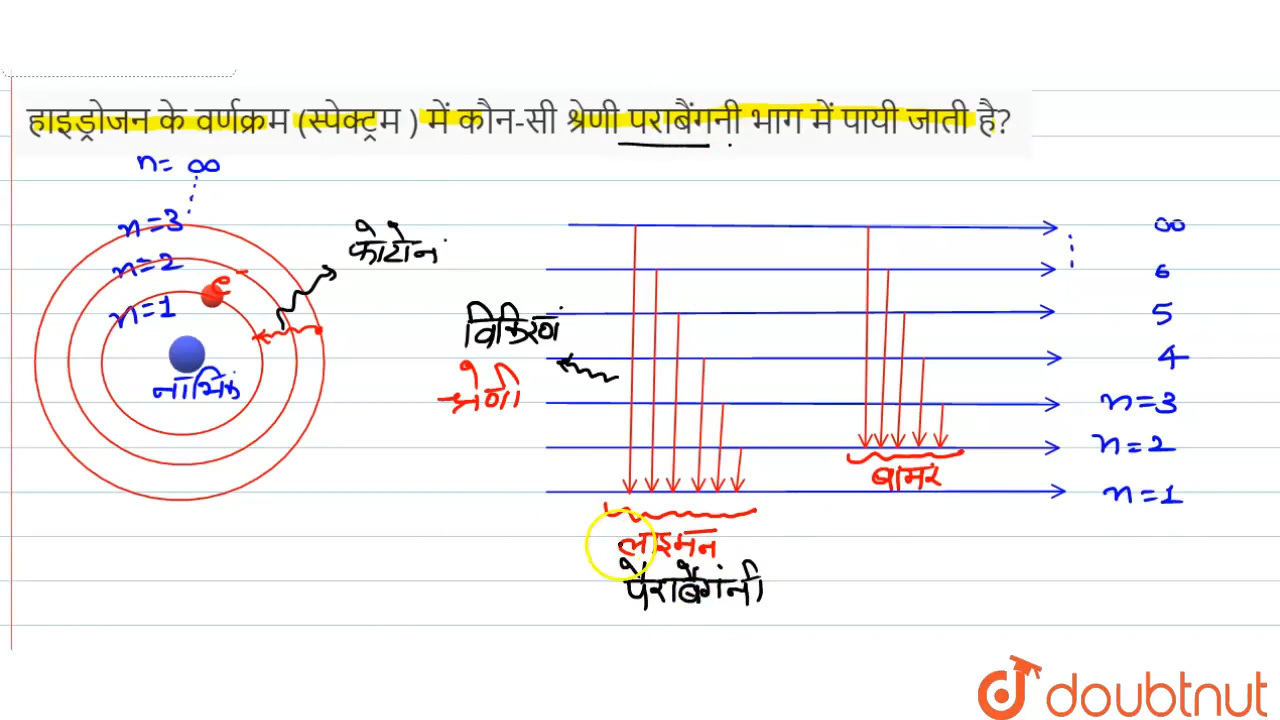 हाइड्रोजन के वर्णक्रम (स्पेक्ट्रम ) में कौन-सी श्रेणी पराबैंगनी भाग में पायी जाती है?
n= ∞
n=3
n=2
n=1
e-
नाभिक
फोटोन
विकिरण
श्रेणी
∞
6
5
4
n=3
n=2
n=1
बामर
लाइमन
पैराबैंगनी
doubtnut